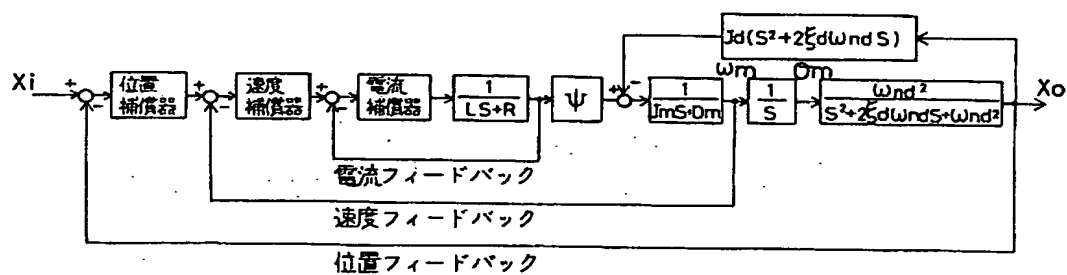 Jd(S²+2ξdωndS)
Xi
+
-
位置
補償器
+
-
速度
補償器
+
-
電流
補償器
1
LS+R
ψ
+
-
1
JmS+Dm
ωm
1
S
θm
ωnd²
S²+2ξdωndS+ωnd²
Xo
電流フィードバック
速度フィードバック
位置フィードバック